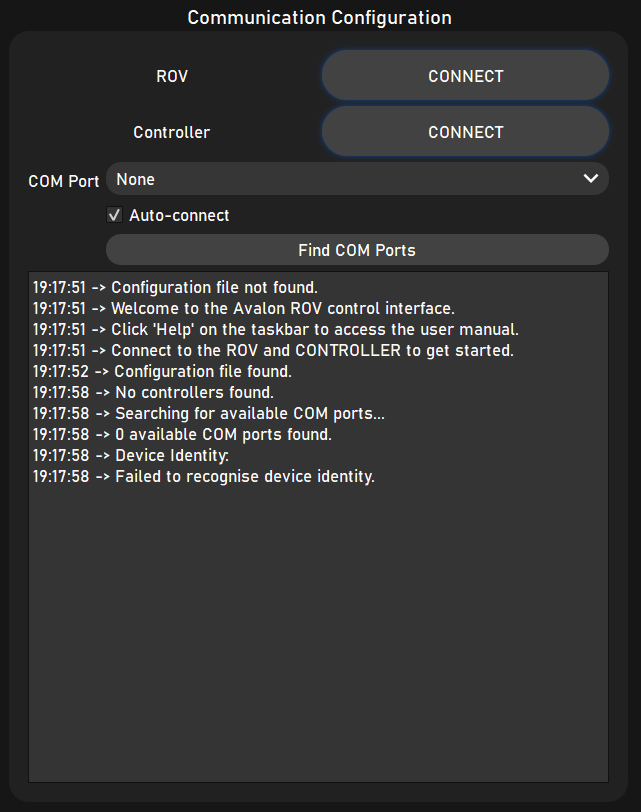 Communication Configuration
ROV
CONNECT
Controller
CONNECT
COM Port
None
Auto-connect
Find COM Ports
19:17:51 -> Configuration file not found.
19:17:51 -> Welcome to the Avalon ROV control interface.
19:17:51 -> Click 'Help' on the taskbar to access the user manual.
19:17:51 -> Connect to the ROV and CONTROLLER to get started.
19:17:52 -> Configuration file found.
19:17:58 -> No controllers found.
19:17:58 -> Searching for available COM ports...
19:17:58 -> 0 available COM ports found.
19:17:58 -> Device Identity:
19:17:58 -> Failed to recognise device identity.